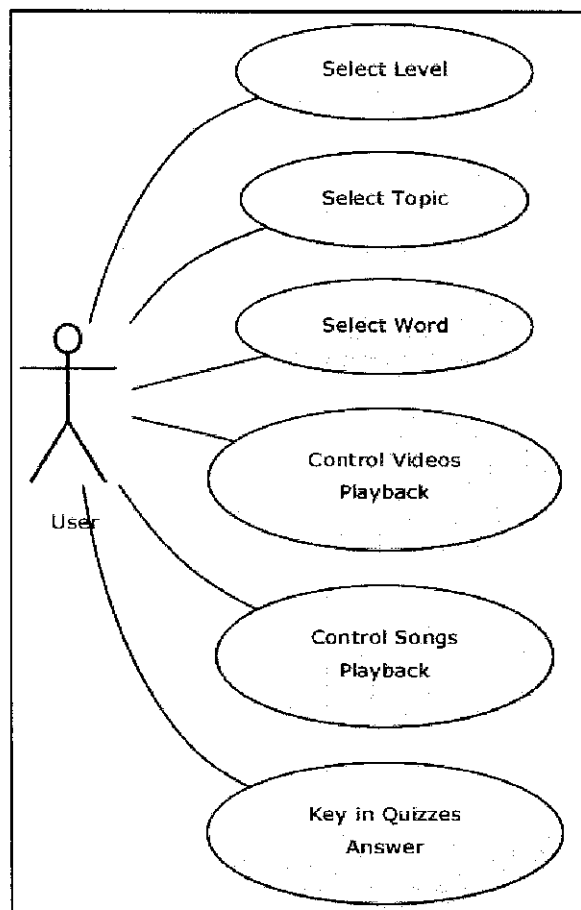 Select Level
Select Topic
Select Word
Control Videos
Playback
User
Control Songs
Playback
Key in Quizzes
Answer